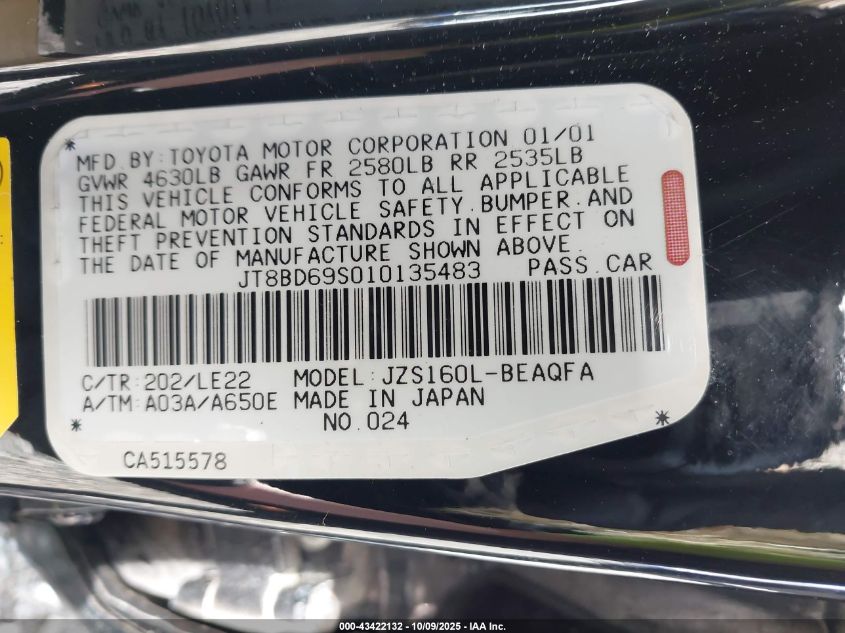 MFD.BY:TOYOTA MOTOR CORPORATION 01/01
GVWR 4630LB GAWR FR 2580LB RR 2535LB
THIS VEHICLE CONFORMS TO ALL APPLICABLE
FEDERAL MOTOR VEHICLE SAFETY.BUMPER.AND
THEFT PREVENTION STANDARDS IN EFFECT ON
THE DATE OF MANUFACTURE SHOWN ABOVE.
JT8BD69S010135483 PASS.CAR
C/TR:202/LE22 MODEL:JZS160L-BEAQFA
A/TM:A03A/A650E MADE IN JAPAN
NO.024
CA515578
000-43422132 - 10/09/2025 - IAA Inc.